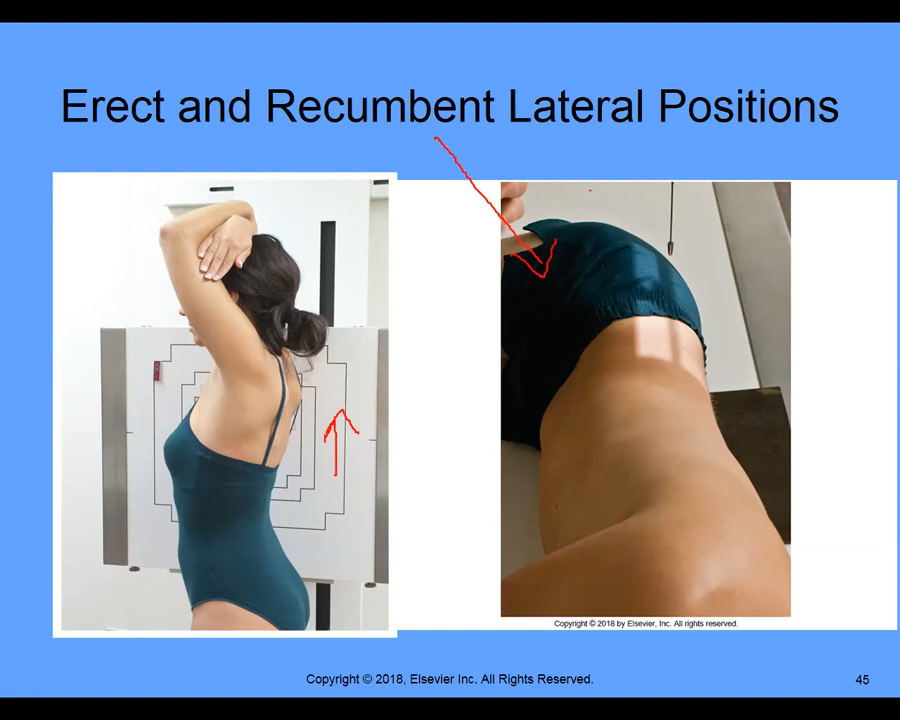 Erect and Recumbent Lateral Positions
Copyright © 2018 by Elsevier, Inc. All rights reserved.
Copyright © 2018, Elsevier Inc. All Rights Reserved.
45